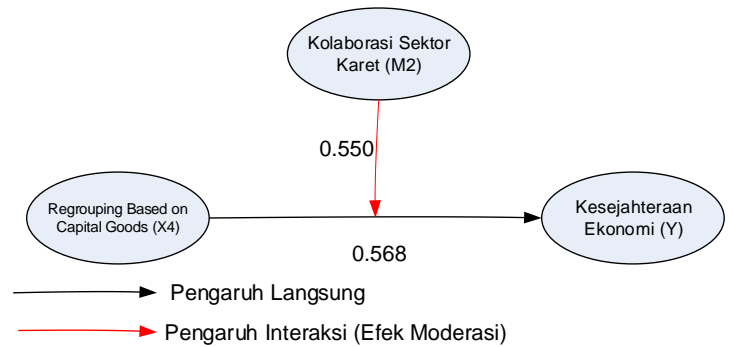 Kolaborasi Sektor
Karet (M2)
0.550
Regrouping Based on
Capital Goods (X4)
Kesejahteraan
Ekonomi (Y)
0.568
Pengaruh Langsung
Pengaruh Interaksi (Efek Moderasi)